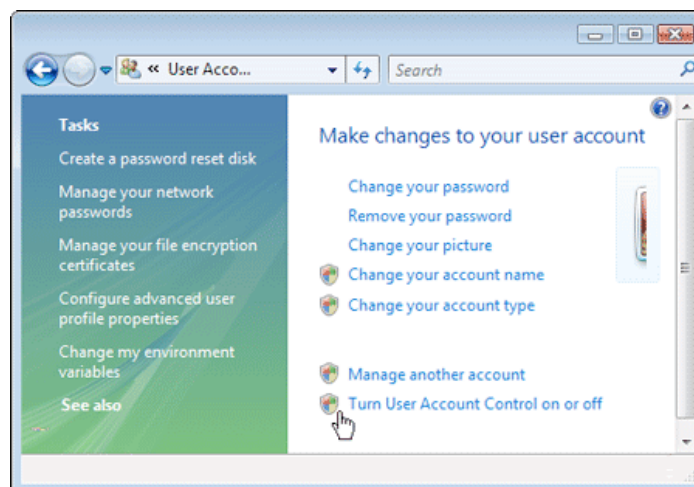 « User Acco...
Search
Tasks
Create a password reset disk
Manage your network
passwords
Manage your file encryption
certificates
Configure advanced user
profile properties
Change my environment
variables
See also
?
Make changes to your user account
Change your password
Remove your password
Change your picture
Change your account name
Change your account type
Manage another account
Turn User Account Control on or off